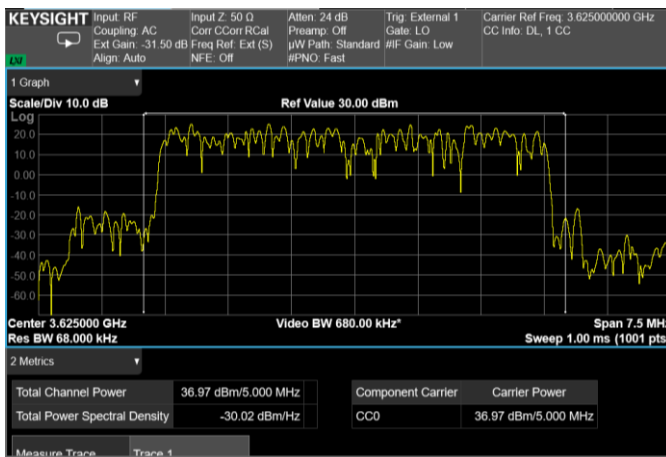 KEYSIGHT Input: RF Input Z: 50 Ω Atten: 24 dB Trig: External 1 Carrier Ref Freq: 3.625000000 GHz
Coupling: AC Corr CCorr RCal Preamp: Off Gate: LO CC Info: DL, 1 CC
Ext Gain: -31.50 dB Freq Ref: Ext (S) µW Path: Standard #IF Gain: Low
LXI Align: Auto NFE: Off #PNO: Fast
1 Graph
Scale/Div 10.0 dB Ref Value 30.00 dBm
Log
20.0
10.0
0.00
-10.0
-20.0
-30.0
-40.0
-50.0
-60.0
Center 3.625000 GHz Video BW 680.00 kHz* Span 7.5 MHz
Res BW 68.000 kHz Sweep 1.00 ms (1001 pts
2 Metrics
Total Channel Power 36.97 dBm/5.000 MHz Component Carrier Carrier Power
Total Power Spectral Density -30.02 dBm/Hz CC0 36.97 dBm/5.000 MHz
Measure Trace Trace 1